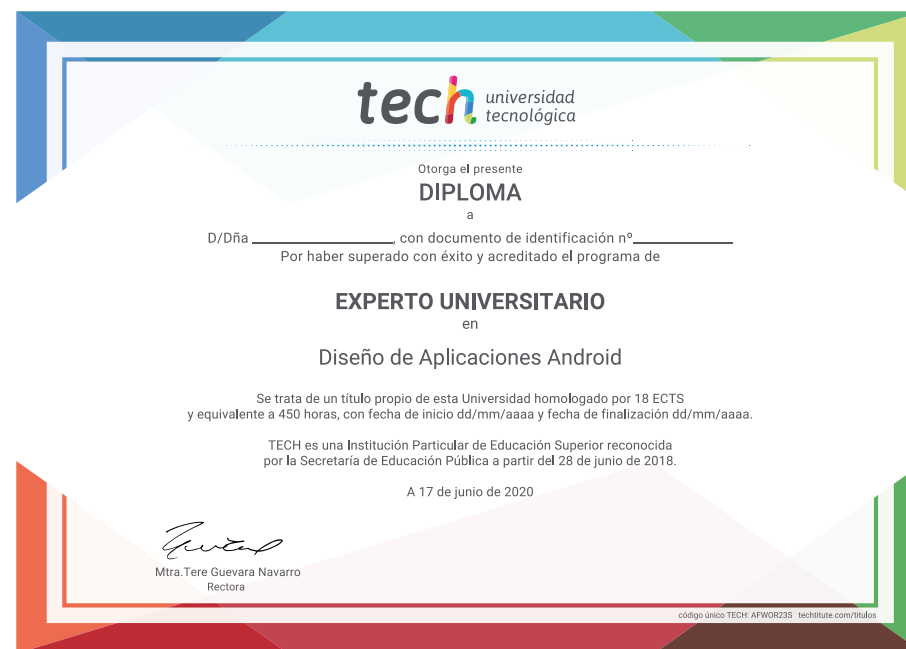 tech universidad
tecnológica
Otorga el presente
DIPLOMA
a
D/Dña ____________________, con documento de identificación nº______________
Por haber superado con éxito y acreditado el programa de
EXPERTO UNIVERSITARIO
en
Diseño de Aplicaciones Android
Se trata de un título propio de esta Universidad homologado por 18 ECTS
y equivalente a 450 horas, con fecha de inicio dd/mm/aaaa y fecha de finalización dd/mm/aaaa.
TECH es una Institución Particular de Educación Superior reconocida
por la Secretaría de Educación Pública a partir del 28 de junio de 2018.
A 17 de junio de 2020
Mtra.Tere Guevara Navarro
Rectora
código único TECH: AFWOR23S techtitute.com/titulos